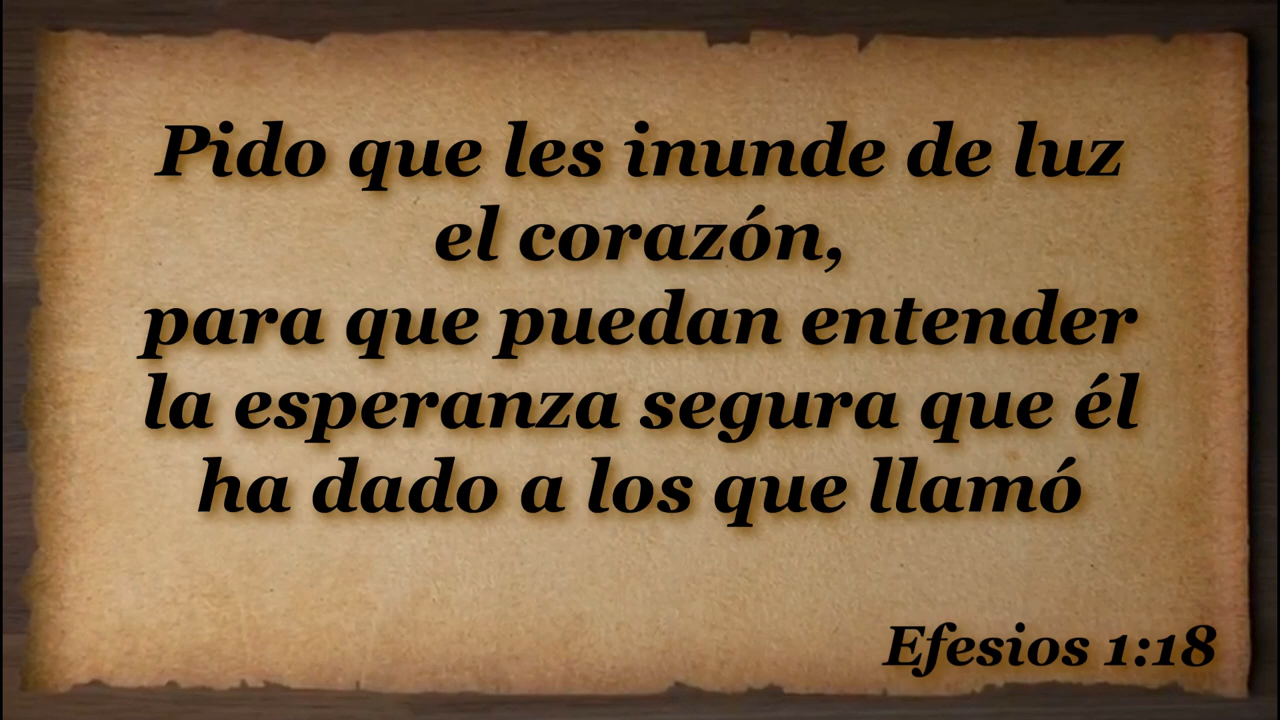 Pido que les inunde de luz
el corazón,
para que puedan entender
la esperanza segura que él
ha dado a los que llamó
Efesios 1:18